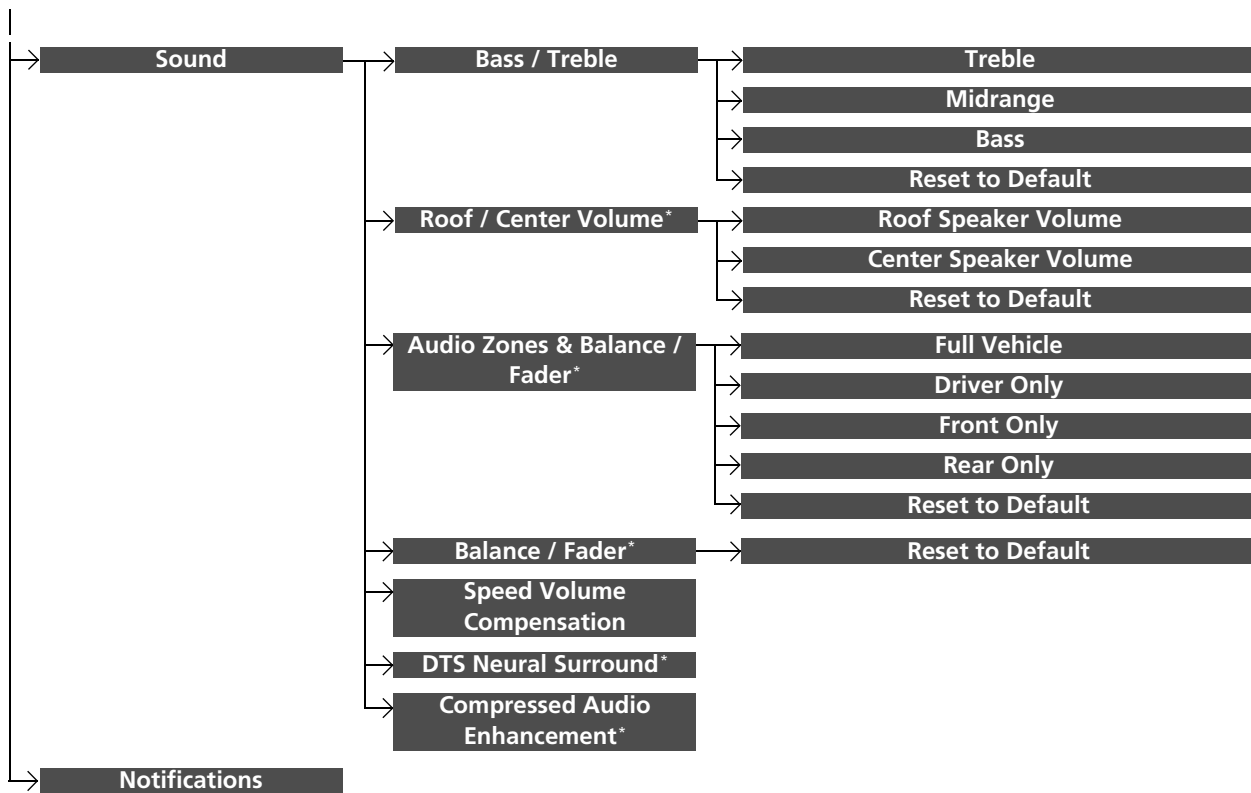 Sound
Bass / Treble
Treble
Midrange
Bass
Reset to Default
Roof / Center Volume*
Roof Speaker Volume
Center Speaker Volume
Reset to Default
Audio Zones & Balance /
Fader*
Full Vehicle
Driver Only
Front Only
Rear Only
Reset to Default
Balance / Fader*
Reset to Default
Speed Volume
Compensation
DTS Neural Surround*
Compressed Audio
Enhancement*
Notifications